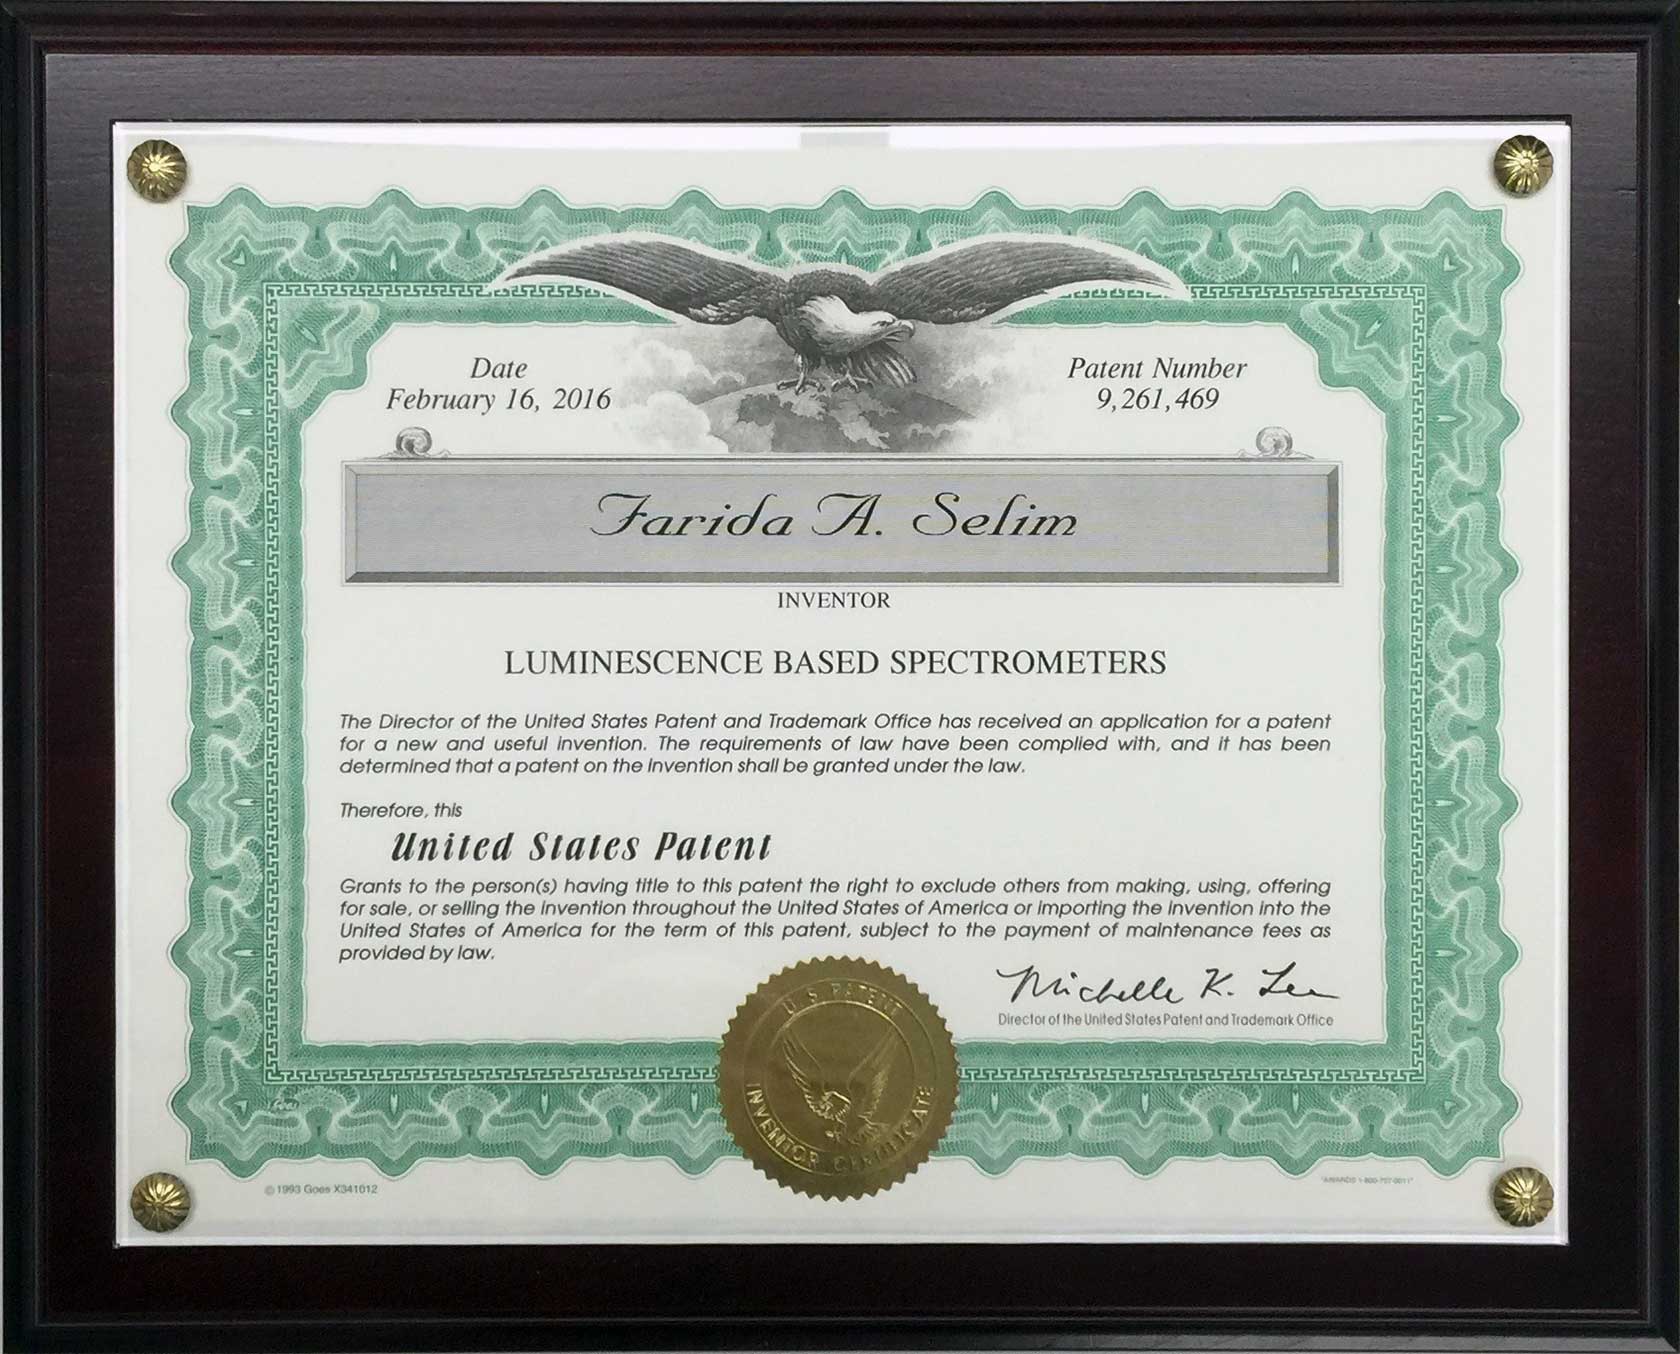 Date
February 16, 2016
Patent Number
9,261,469
Farida A. Selim
INVENTOR
LUMINESCENCE BASED SPECTROMETERS
The Director of the United States Patent and Trademark Office has received an application for a patent
for a new and useful invention. The requirements of law have been complied with, and it has been
determined that a patent on the invention shall be granted under the law.
Therefore, this
United States Patent
Grants to the person(s) having title to this patent the right to exclude others from making, using, offering
for sale, or selling the invention throughout the United States of America or importing the invention into the
United States of America for the term of this patent, subject to the payment of maintenance fees as
provided by law.
Michelle K. Lee
Director of the United States Patent and Trademark Office
U S PATENT
INVENTOR CERTIFICATE
Goes
© 1993 Goes X341012